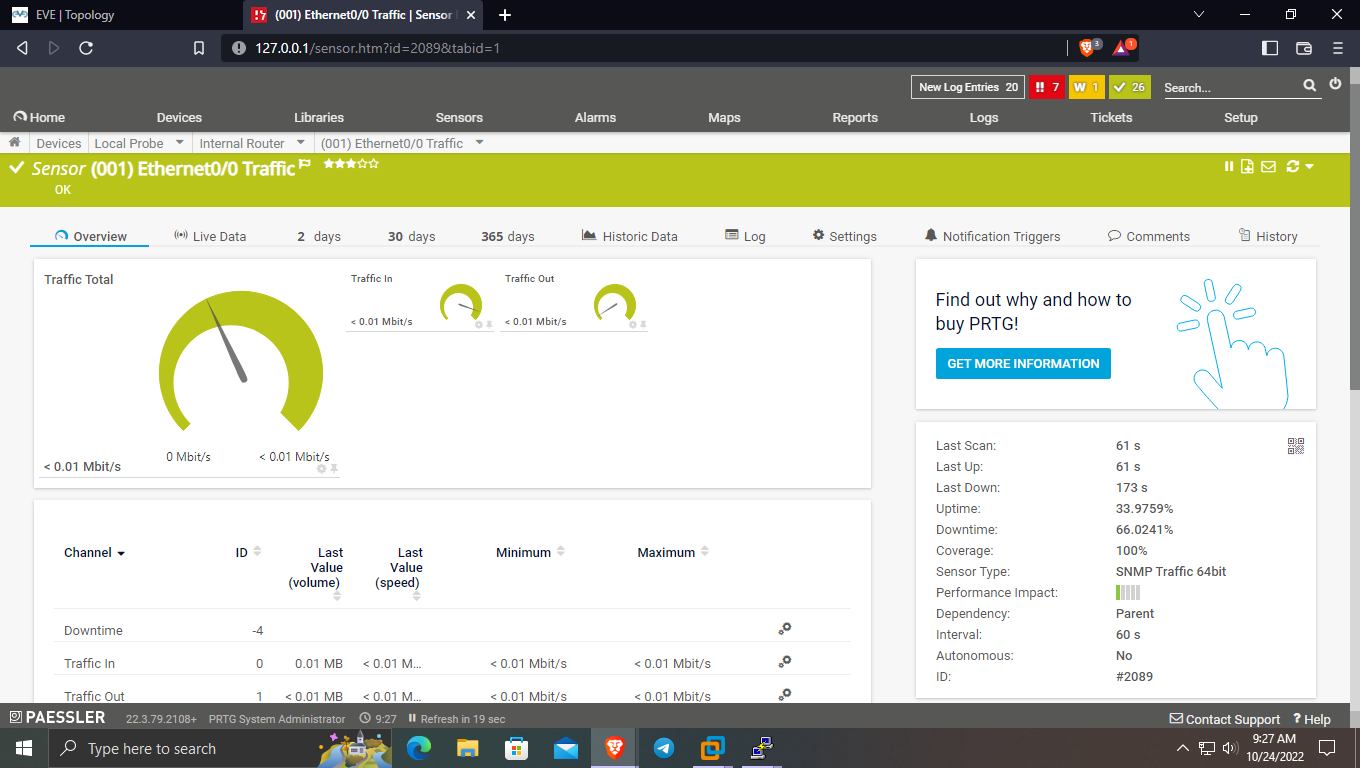 EVE | Topology
(001) Ethernet0/0 Traffic | Sensor
127.0.0.1/sensor.htm?id=2089&tabid=1
3
1
New Log Entries 20
7
W 1
26
Search...
Home
Devices
Libraries
Sensors
Alarms
Maps
Reports
Logs
Tickets
Setup
Devices
Local Probe
Internal Router
(001) Ethernet0/0 Traffic
Sensor (001) Ethernet0/0 Traffic
OK
Overview
Live Data
2 days
30 days
365 days
Historic Data
Log
Settings
Notification Triggers
Comments
History
Traffic Total
0 Mbit/s
< 0.01 Mbit/s
< 0.01 Mbit/s
Traffic In
< 0.01 Mbit/s
Traffic Out
< 0.01 Mbit/s
Find out why and how to
buy PRTG!
GET MORE INFORMATION
Channel ID Last Value (volume) Last Value (speed) Minimum Maximum
Downtime -4
Traffic In 0 0.01 MB < 0.01 M... < 0.01 Mbit/s < 0.01 Mbit/s
Traffic Out 1 < 0.01 MB < 0.01 M... < 0.01 Mbit/s < 0.01 Mbit/s
Last Scan: 61 s
Last Up: 61 s
Last Down: 173 s
Uptime: 33.9759%
Downtime: 66.0241%
Coverage: 100%
Sensor Type: SNMP Traffic 64bit
Performance Impact:
Dependency: Parent
Interval: 60 s
Autonomous: No
ID: #2089
PAESSLER 22.3.79.2108+ PRTG System Administrator 9:27 Refresh in 19 sec
Contact Support ? Help
Type here to search
9:27 AM
10/24/2022